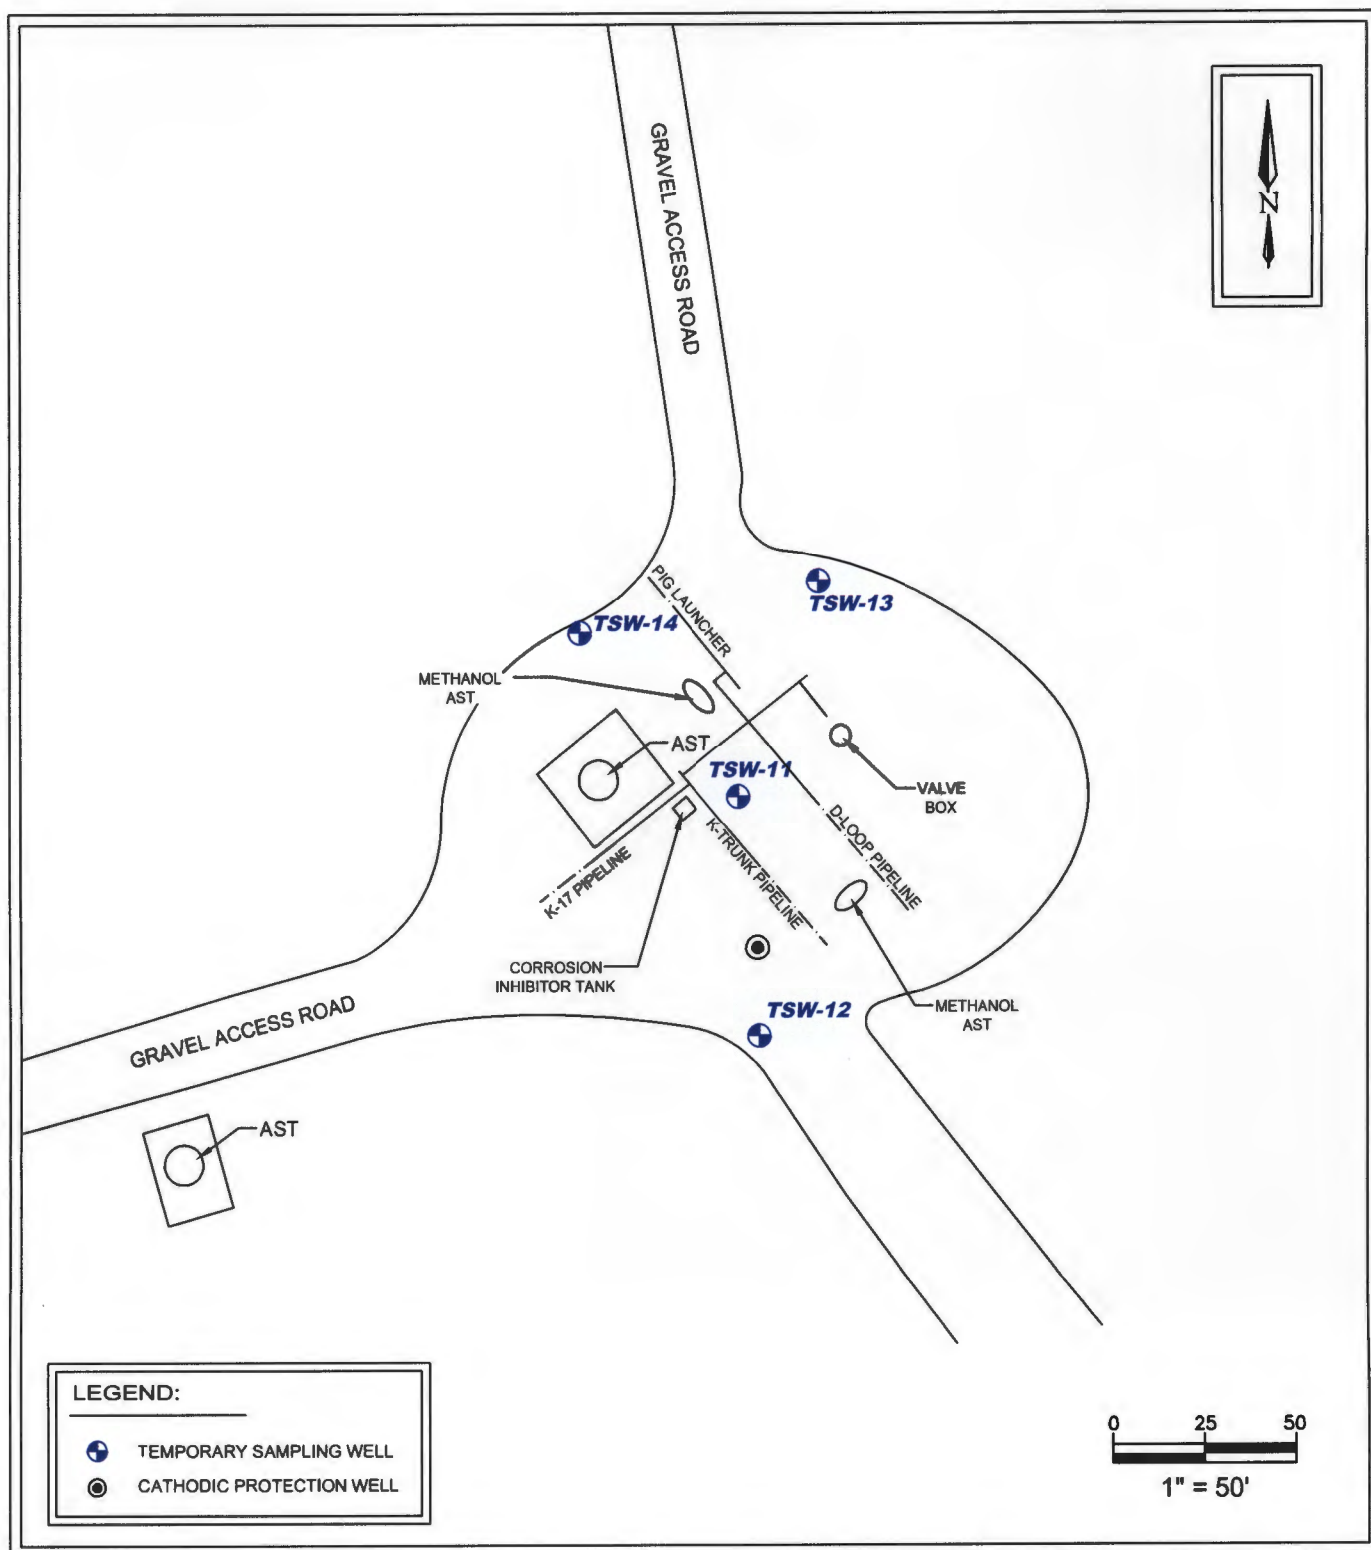 GRAVEL ACCESS ROAD
N
PIG LAUNCHER
TSW-13
TSW-14
METHANOL
AST
AST
TSW-11
VALVE
BOX
D-LOOP PIPELINE
K-TRUNK PIPELINE
K-17 PIPELINE
CORROSION
INHIBITOR TANK
METHANOL
AST
TSW-12
GRAVEL ACCESS ROAD
AST
LEGEND:
TEMPORARY SAMPLING WELL
CATHODIC PROTECTION WELL
0 25 50
1" = 50'